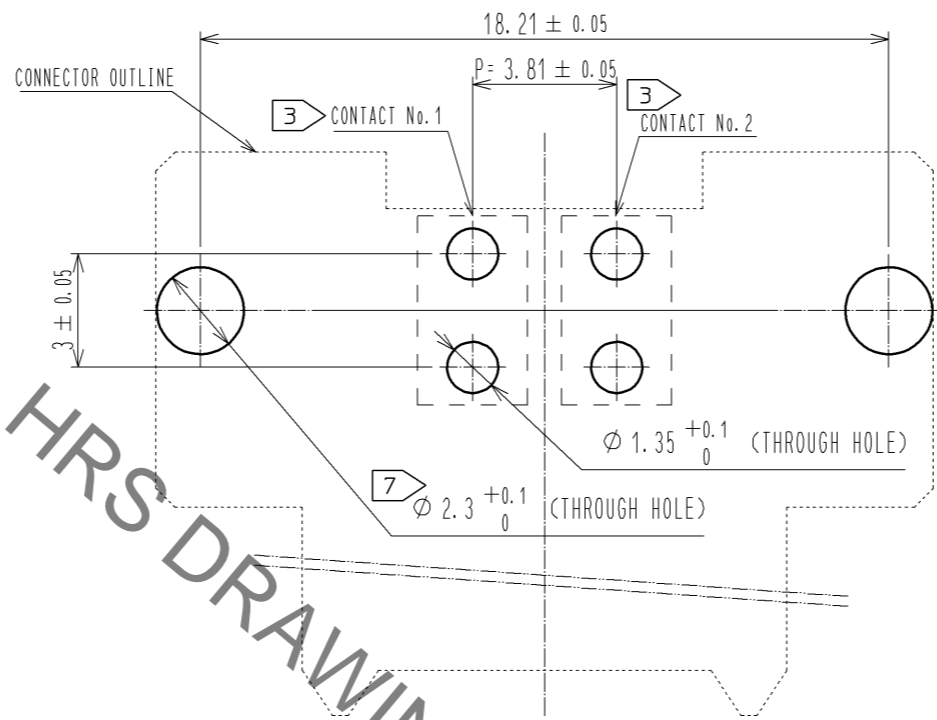 18.21 ± 0.05
P= 3.81 ± 0.05
CONNECTOR OUTLINE
3 CONTACT No.1
3
CONTACT No.2
3 ± 0.05
Ø 1.35 +0.1 0 (THROUGH HOLE)
7 Ø 2.3 +0.1 0 (THROUGH HOLE)
HRS DRAWIN